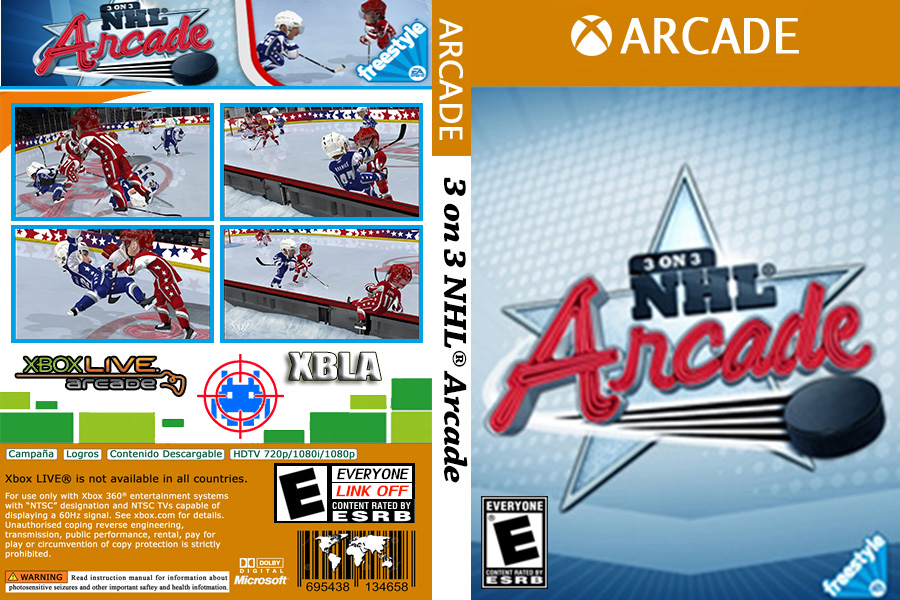 3 ON 3
NHL
Arcade
freestyle
EA
XBOX LIVE
arcade
XBLA
Campaña
Logros
Contenido Descargable
HDTV 720p/1080i/1080p
Xbox LIVE® is not available in all countries.
For use only with Xbox 360® entertainment systems
with “NTSC” designation and NTSC TVs capable of
displaying a 60Hz signal. See xbox.com for details.
Unauthorised coping reverse engineering,
transmission, public performance, rental, pay for
play or circumvention of copy protection is strictly
prohibited.
WARNING Read instruction manual for information about
photosensitive seizures and other important saftey and health infotmation.
E
EVERYONE
LINK OFF
CONTENT RATED BY
ESRB
DOLBY
DIGITAL
Microsoft
695438 134658
ARCADE
3 on 3 NHL® Arcade
ARCADE
3 ON 3
NHL®
Arcade
EVERYONE
E
CONTENT RATED BY
ESRB
freestyle
EA